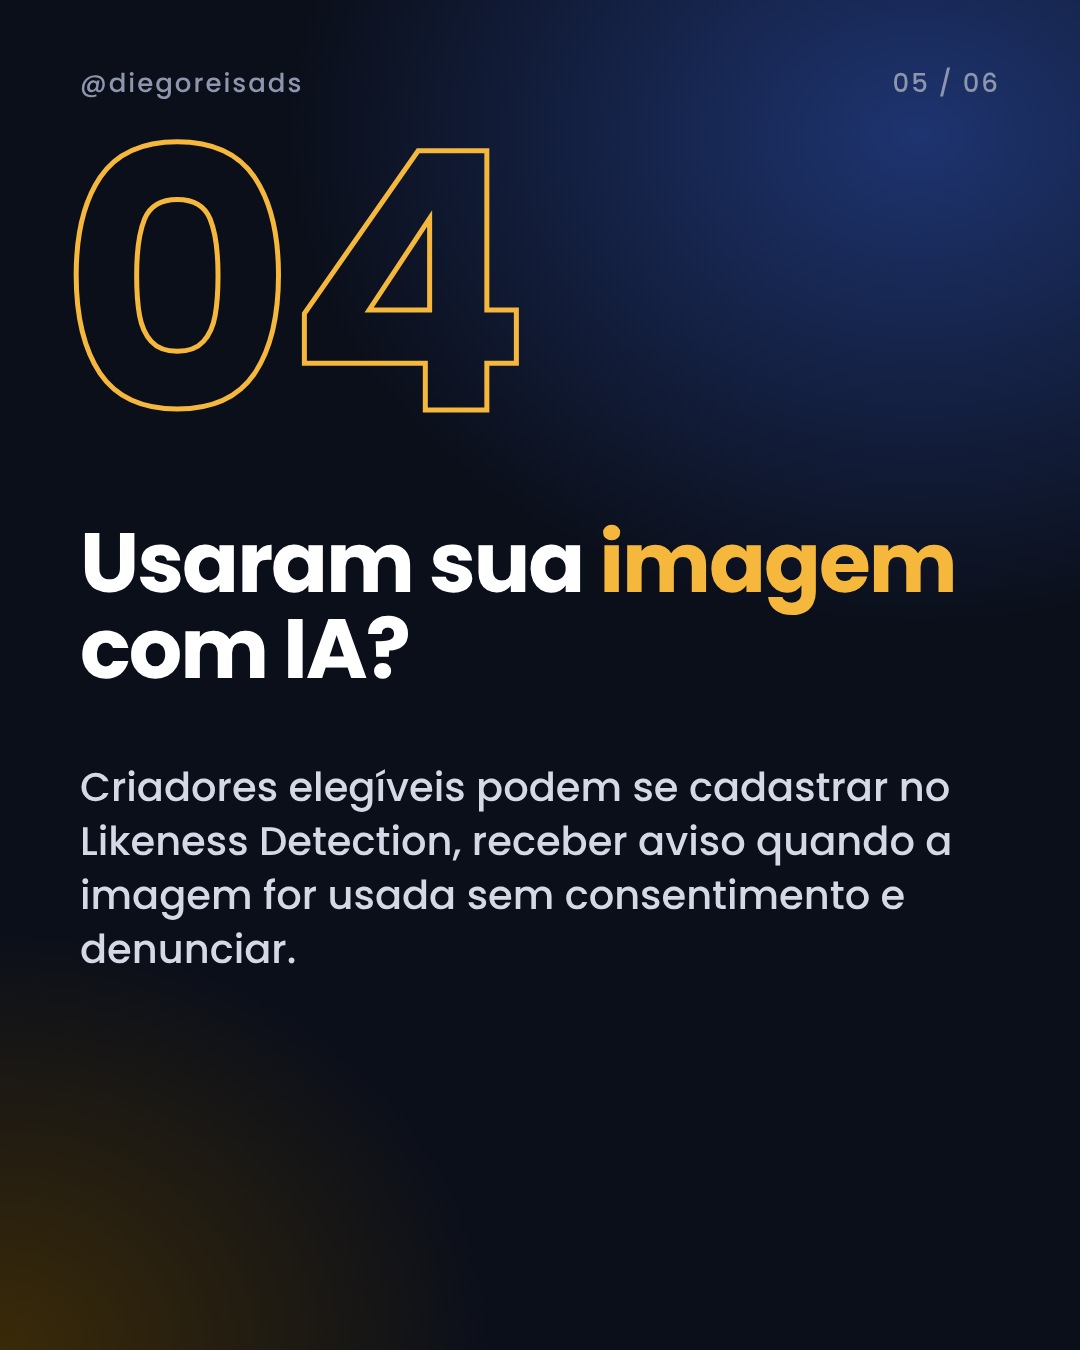 @diegoreisads
05 / 06
04
Usaram sua imagem
com IA?
Criadores elegíveis podem se cadastrar no
Likeness Detection, receber aviso quando a
imagem for usada sem consentimento e
denunciar.